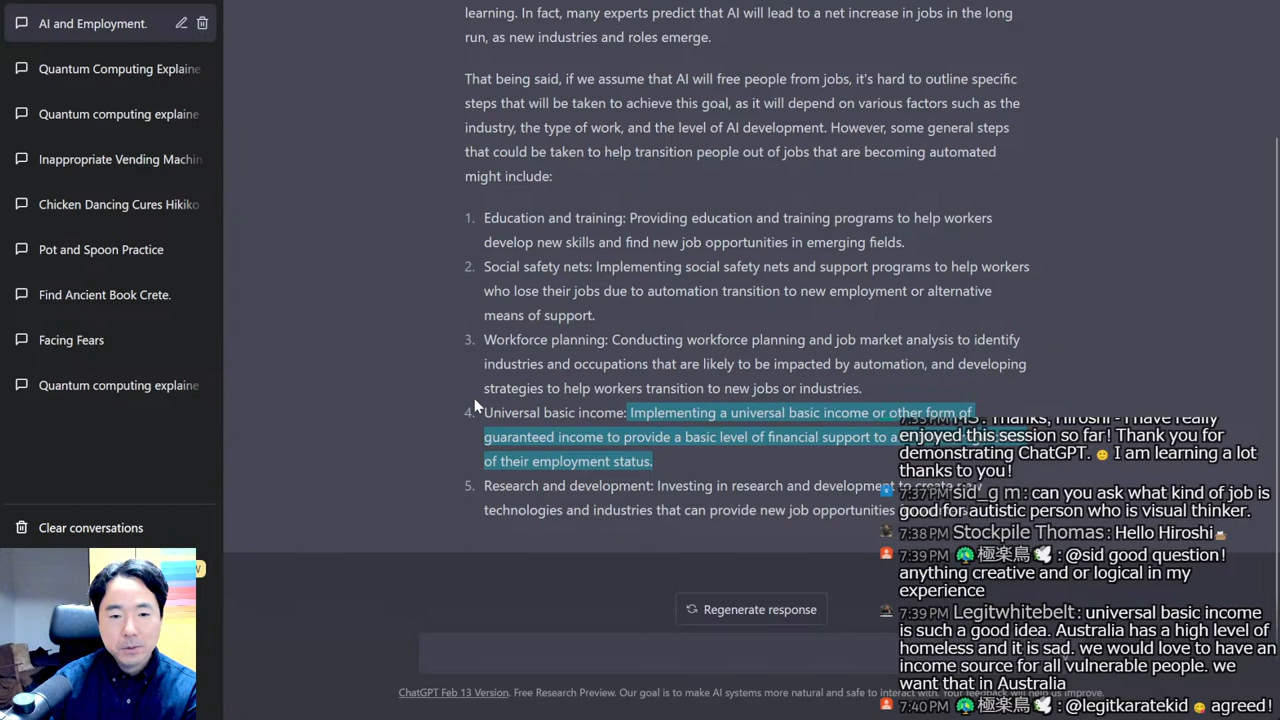 AI and Employment.
Quantum Computing Explaine
Quantum computing explaine
Inappropriate Vending Machin
Chicken Dancing Cures Hikiko
Pot and Spoon Practice
Find Ancient Book Crete.
Facing Fears
Quantum computing explaine
Clear conversations
W
learning. In fact, many experts predict that AI will lead to a net increase in jobs in the long
run, as new industries and roles emerge.
That being said, if we assume that AI will free people from jobs, it's hard to outline specific
steps that will be taken to achieve this goal, as it will depend on various factors such as the
industry, the type of work, and the level of AI development. However, some general steps
that could be taken to help transition people out of jobs that are becoming automated
might include:
1. Education and training: Providing education and training programs to help workers
develop new skills and find new job opportunities in emerging fields.
2. Social safety nets: Implementing social safety nets and support programs to help workers
who lose their jobs due to automation transition to new employment or alternative
means of support.
3. Workforce planning: Conducting workforce planning and job market analysis to identify
industries and occupations that are likely to be impacted by automation, and developing
strategies to help workers transition to new jobs or industries.
4. Universal basic income: Implementing a universal basic income or other form of
guaranteed income to provide a basic level of financial support to a
of their employment status.
5. Research and development: Investing in research and development to create new
technologies and industries that can provide new job opportunities
Regenerate response
ChatGPT Feb 13 Version. Free Research Preview. Our goal is to make AI systems more natural and safe to interact with. Your feedback will help us improve.
7:35 PM MS : Thanks, Hiroshi - I have really
enjoyed this session so far! Thank you for
demonstrating ChatGPT. 🙂 I am learning a lot
thanks to you!
7:37 PM sid_g m: can you ask what kind of job is
good for autistic person who is visual thinker.
7:38 PM Stockpile Thomas: Hello Hiroshi
7:39 PM 🦚 極楽鳥 🕊 : @sid good question!
anything creative and or logical in my
experience
7:39 PM Legitwhitebelt: universal basic income
is such a good idea. Australia has a high level of
homeless and it is sad. we would love to have an
income source for all vulnerable people. we
want that in Australia
7:40 PM 🦚 極楽鳥 🕊 : @legitkaratekid 😋 agreed!